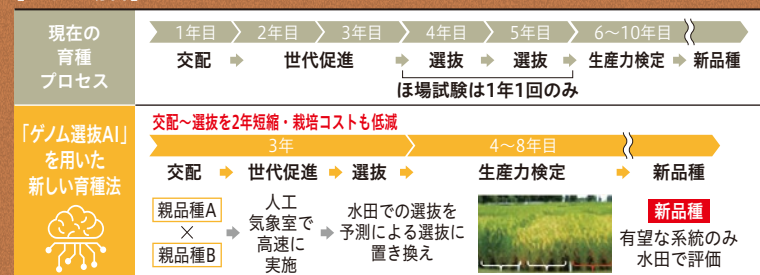 現在の
育種
プロセス
1年目 2年目 3年目 4年目 5年目 6～10年目
交配 世代促進 選抜 選抜 生産力検定 新品種
ほ場試験は1年1回のみ
「ゲノム選抜AI」
を用いた
新しい育種法
交配～選抜を2年短縮・栽培コストも低減
3年 4～8年目
交配 世代促進 選抜 生産力検定 新品種
親品種A
×
親品種B
人工
気象室で
高速に
実施
水田での選抜を
予測による選抜に
置き換え
新品種
有望な系統のみ
水田で評価